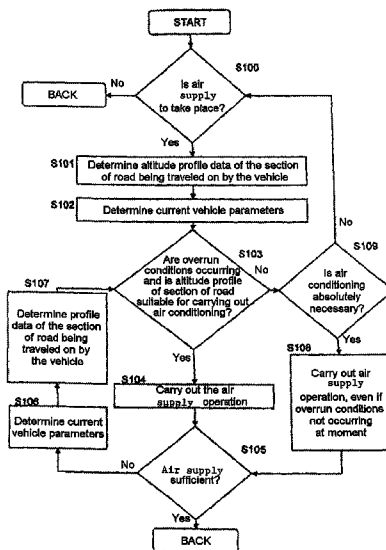 START
S100
Is air
supply
to take place?
No
BACK
Yes
S101
Determine altitude profile data of the section
of road being traveled on by the vehicle
S102
Determine current vehicle parameters
No
S109
S103
Are overrun
conditions occurring
and is altitude profile
of section of road
suitable for carrying out
air conditioning?
No
Is air
conditioning
absolutely
necessary?
S107
Determine profile
data of the section
of road being
traveled on by
the vehicle
Yes
Yes
S108
S104
Carry out the air
supply operation
Carry out air
supply
operation, even if
overrun conditions
not occurring
at moment
S106
Determine current
vehicle parameters
No
S105
Air supply
sufficient?
Yes
BACK